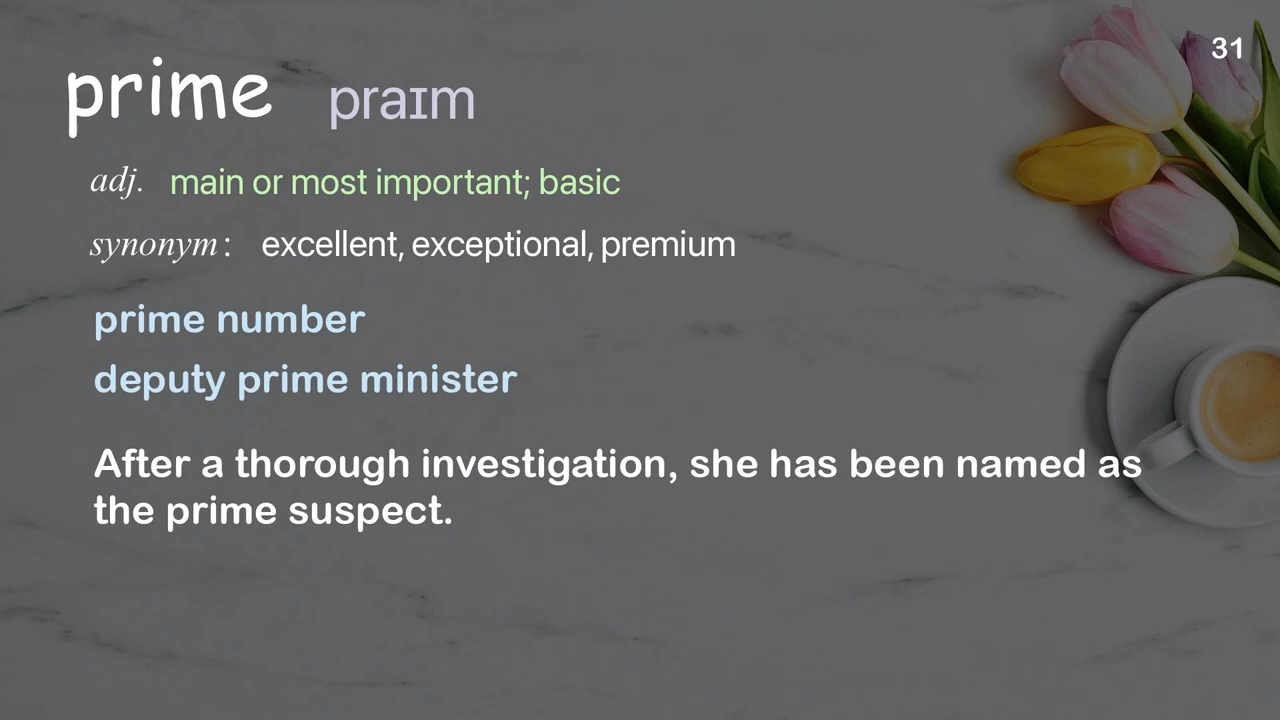 31
prime praɪm
adj. main or most important; basic
synonym: excellent, exceptional, premium
prime number
deputy prime minister
After a thorough investigation, she has been named as
the prime suspect.